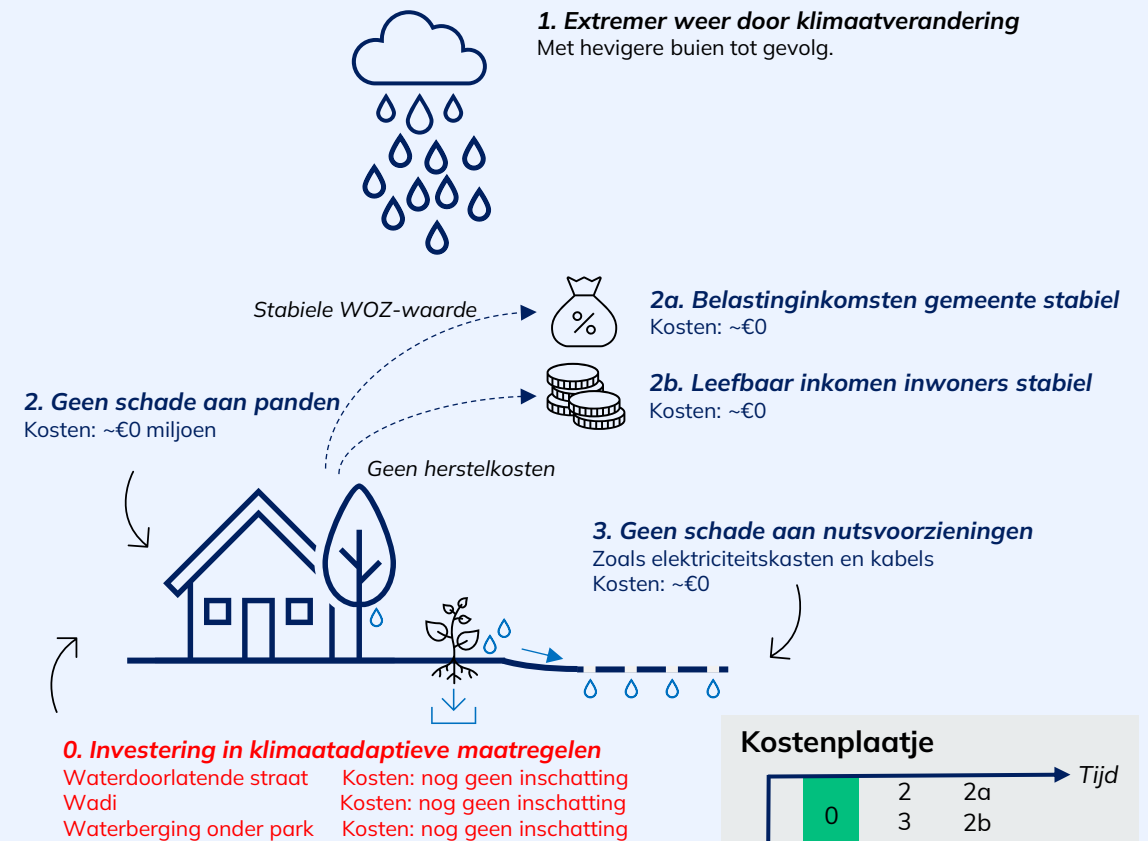 1. Extremer weer door klimaatverandering
Met hevigere buien tot gevolg.
Stabiele WOZ-waarde
%
2a. Belastinginkomsten gemeente stabiel
Kosten: ~€0
2b. Leefbaar inkomen inwoners stabiel
Kosten: ~€0
2. Geen schade aan panden
Kosten: ~€0 miljoen
Geen herstelkosten
3. Geen schade aan nutsvoorzieningen
Zoals elektriciteitskasten en kabels
Kosten: ~€0
0. Investering in klimaatadaptieve maatregelen
Waterdoorlatende straat Kosten: nog geen inschatting
Wadi Kosten: nog geen inschatting
Waterberging onder park Kosten: nog geen inschatting
Kostenplaatje
Tijd
0
2 2a
3 2b